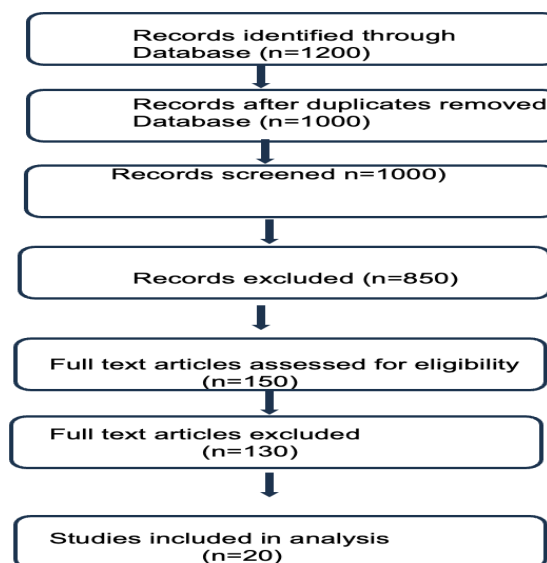 Records identified through
Database (n=1200)
Records after duplicates removed
Database (n=1000)
Records screened n=1000)
Records excluded (n=850)
Full text articles assessed for eligibility
(n=150)
Full text articles excluded
(n=130)
Studies included in analysis
(n=20)